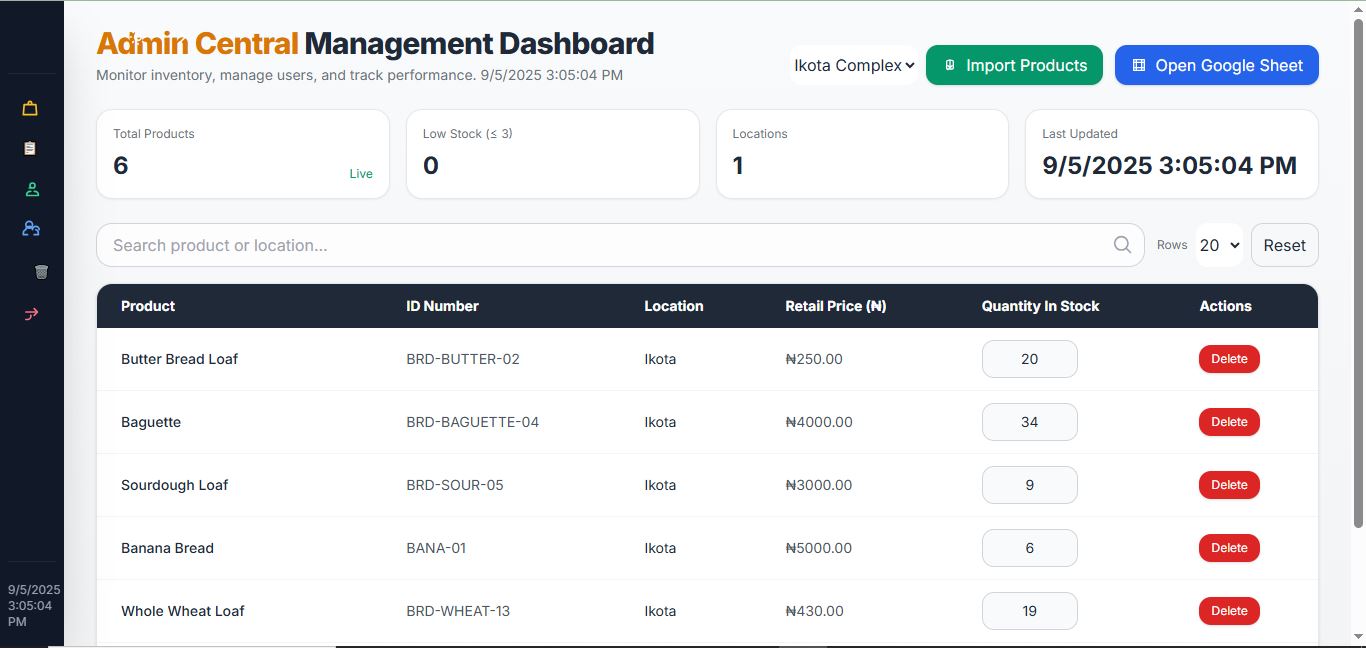 Admin Central Management Dashboard
Monitor inventory, manage users, and track performance. 9/5/2025 3:05:04 PM
Ikota Complex
Import Products
Open Google Sheet
Total Products
6
Live
Low Stock (≤ 3)
0
Locations
1
Last Updated
9/5/2025 3:05:04 PM
Search product or location...
Rows
20
Reset
Product ID Number Location Retail Price (₦) Quantity In Stock Actions
Butter Bread Loaf BRD-BUTTER-02 Ikota ₦250.00 20 Delete
Baguette BRD-BAGUETTE-04 Ikota ₦4000.00 34 Delete
Sourdough Loaf BRD-SOUR-05 Ikota ₦3000.00 9 Delete
Banana Bread BANA-01 Ikota ₦5000.00 6 Delete
Whole Wheat Loaf BRD-WHEAT-13 Ikota ₦430.00 19 Delete
9/5/2025
3:05:04
PM